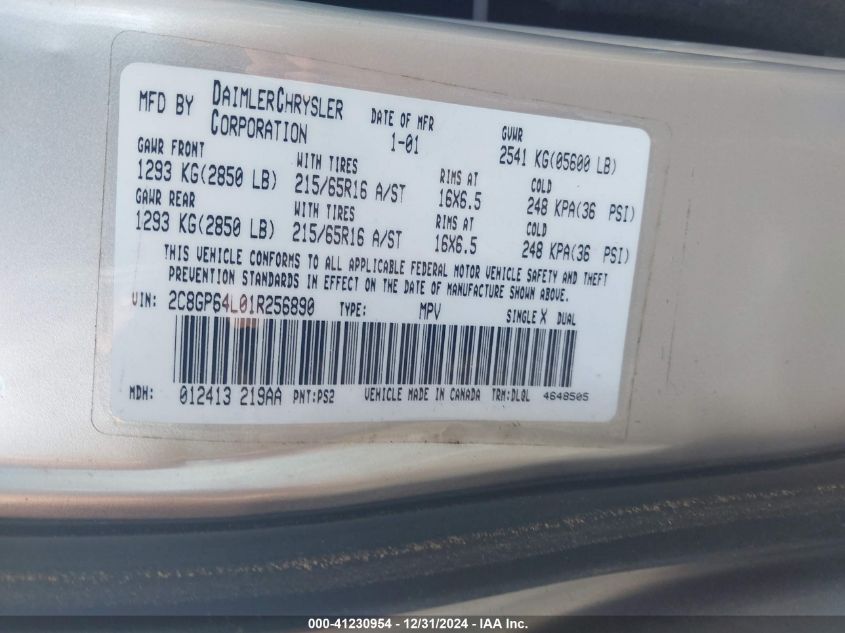 MFD BY DAIMLERCHRYSLER CORPORATION DATE OF MFR 1-01 GVWR 2541 KG(05600 LB)
GAWR FRONT WITH TIRES RIMS AT COLD
1293 KG(2850 LB) 215/65R16 A/ST 16X6.5 248 KPA(36 PSI)
GAWR REAR WITH TIRES RIMS AT COLD
1293 KG(2850 LB) 215/65R16 A/ST 16X6.5 248 KPA(36 PSI)
THIS VEHICLE CONFORMS TO ALL APPLICABLE FEDERAL MOTOR VEHICLE SAFETY AND THEFT
PREVENTION STANDARDS IN EFFECT ON THE DATE OF MANUFACTURE SHOWN ABOVE.
VIN: 2C8GP64L01R256890 TYPE: MPV SINGLE X DUAL
MDH: 012413 219AA PNT:PS2 VEHICLE MADE IN CANADA TRM:DLQL 4648505
000-41230954 - 12/31/2024 - IAA Inc.